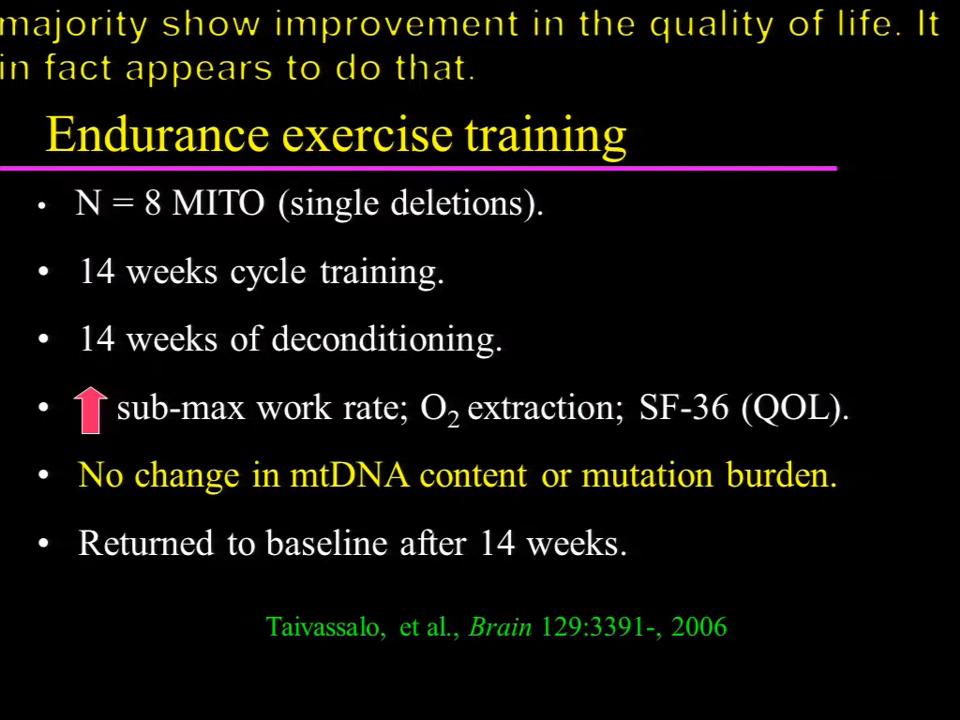 majority show improvement in the quality of life. It
in fact appears to do that.
Endurance exercise training
• N = 8 MITO (single deletions).
• 14 weeks cycle training.
• 14 weeks of deconditioning.
• sub-max work rate; O₂ extraction; SF-36 (QOL).
• No change in mtDNA content or mutation burden.
• Returned to baseline after 14 weeks.
Taivassalo, et al., Brain 129:3391-, 2006